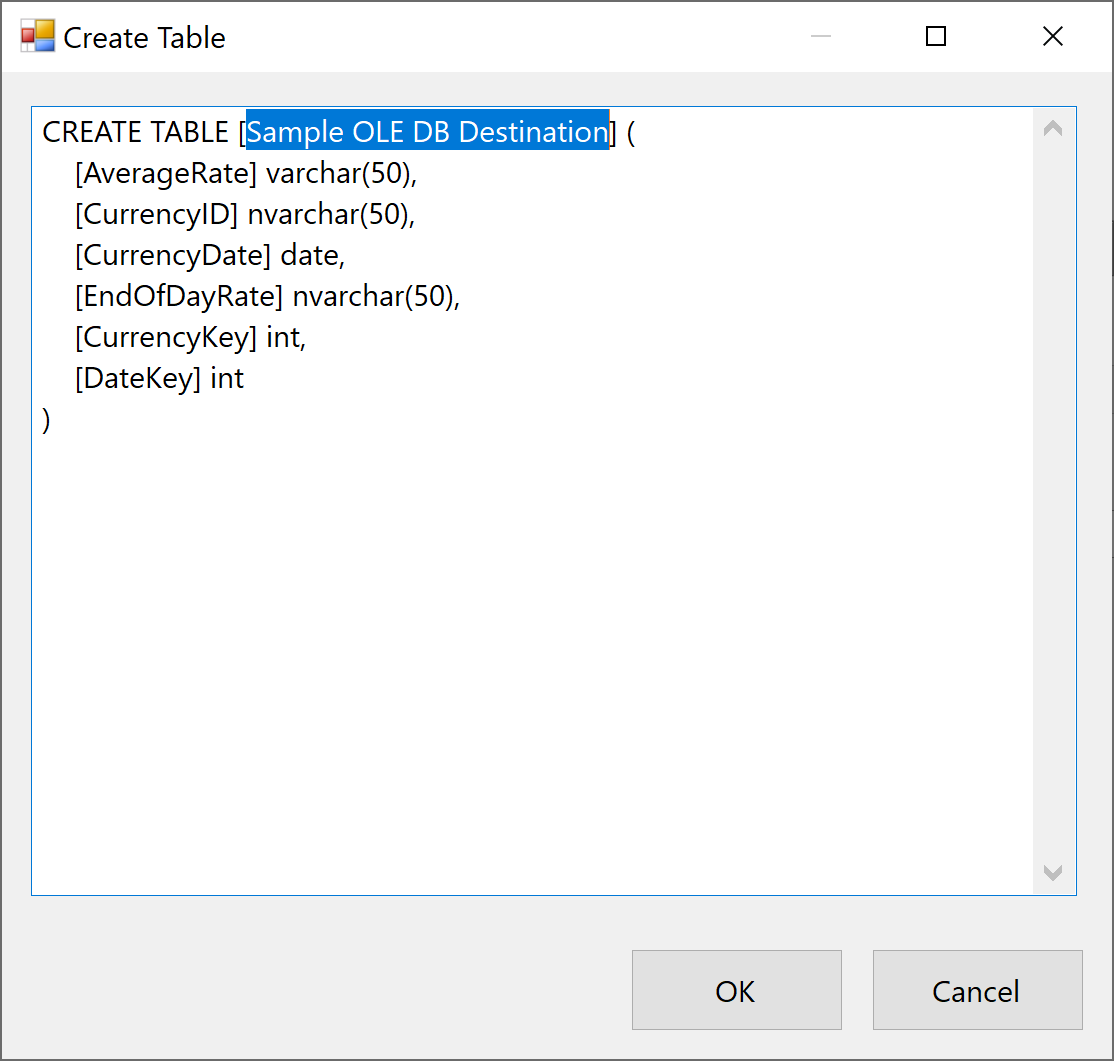 Create Table
CREATE TABLE [Sample OLE DB Destination] (
[AverageRate] varchar(50),
[CurrencyID] nvarchar(50),
[CurrencyDate] date,
[EndOfDayRate] nvarchar(50),
[CurrencyKey] int,
[DateKey] int
)
OK
Cancel